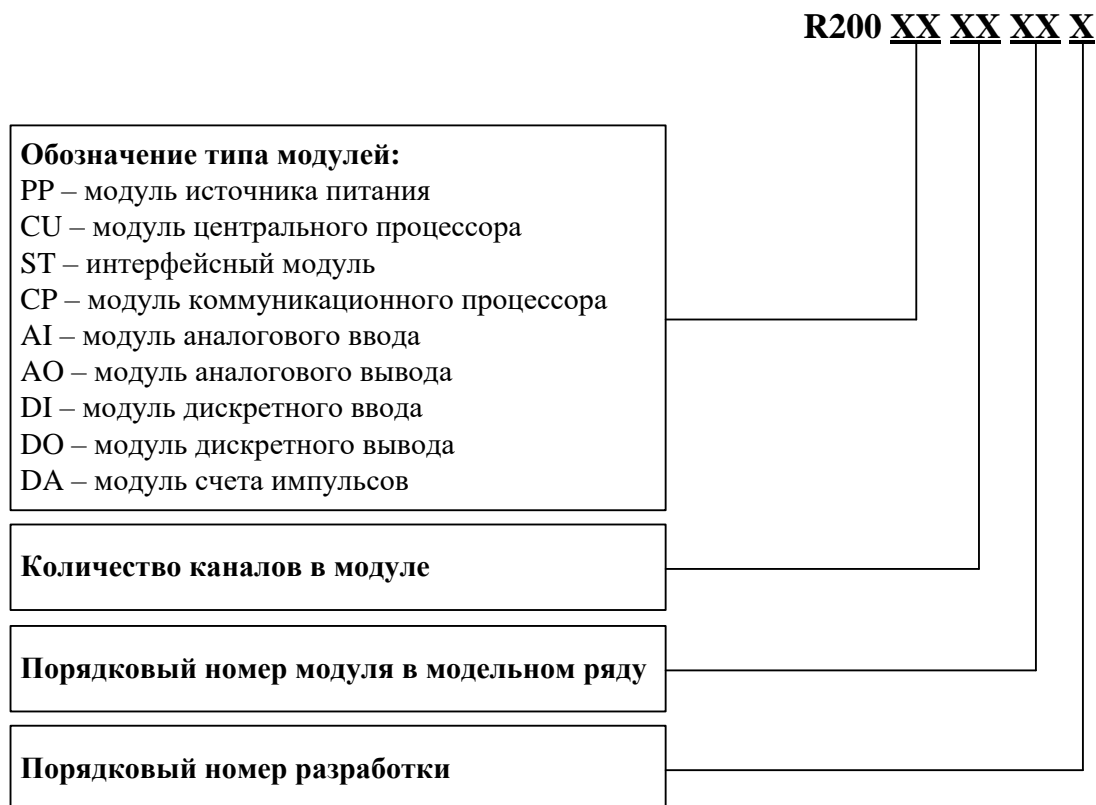 R200 XX XX XX X
Обозначение типа модулей:
PP – модуль источника питания
CU – модуль центрального процессора
ST – интерфейсный модуль
CP – модуль коммуникационного процессора
AI – модуль аналогового ввода
AO – модуль аналогового вывода
DI – модуль дискретного ввода
DO – модуль дискретного вывода
DA – модуль счета импульсов
Количество каналов в модуле
Порядковый номер модуля в модельном ряду
Порядковый номер разработки